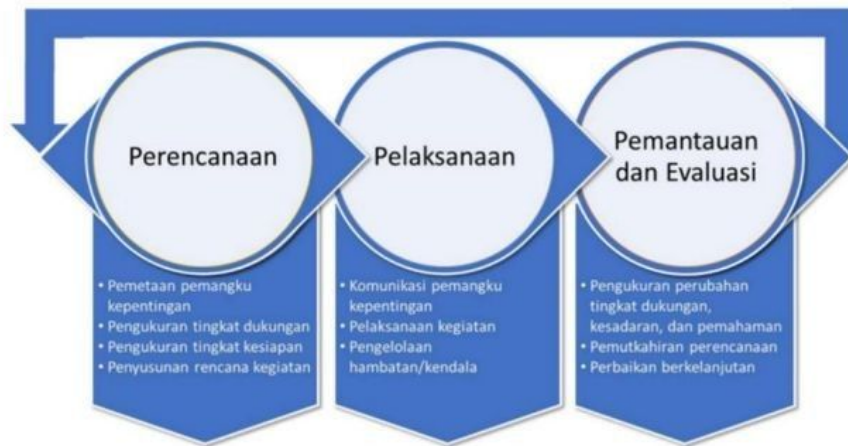 Perencanaan
• Pemetaan pemangku
kepentingan
• Pengukuran tingkat dukungan
• Pengukuran tingkat kesiapan
• Penyusunan rencana kegiatan
Pelaksanaan
• Komunikasi pemangku
kepentingan
• Pelaksanaan kegiatan
• Pengelolaan
hambatan/kendala
Pemantauan
dan Evaluasi
• Pengukuran perubahan
tingkat dukungan,
kesadaran, dan pemahaman
• Pemutkahiran perencanaan
• Perbaikan berkelanjutan